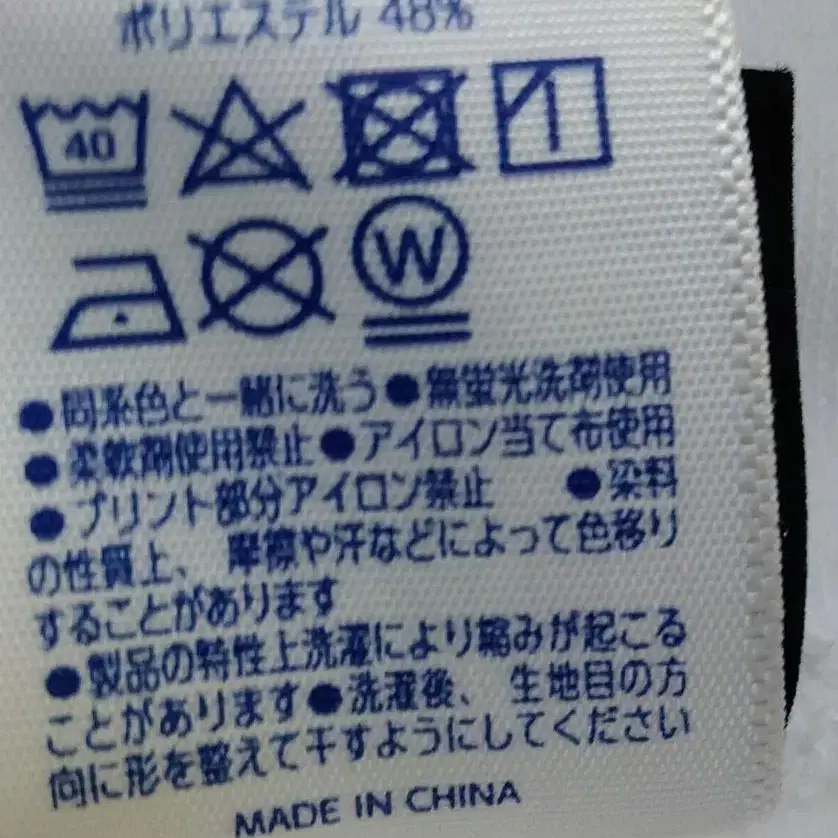 ポリエステル 48%
40
W
●同系色と一緒に洗う●無蛍光洗剤使用
●柔軟剤使用禁止●アイロン当て布使用
●プリント部分アイロン禁止 ●染料
の性質上、摩擦や汗などによって色移り
することがあります
●製品の特性上洗濯により縮みが起こる
ことがあります●洗濯後、生地目の方
向に形を整えて干すようにしてください
MADE IN CHINA